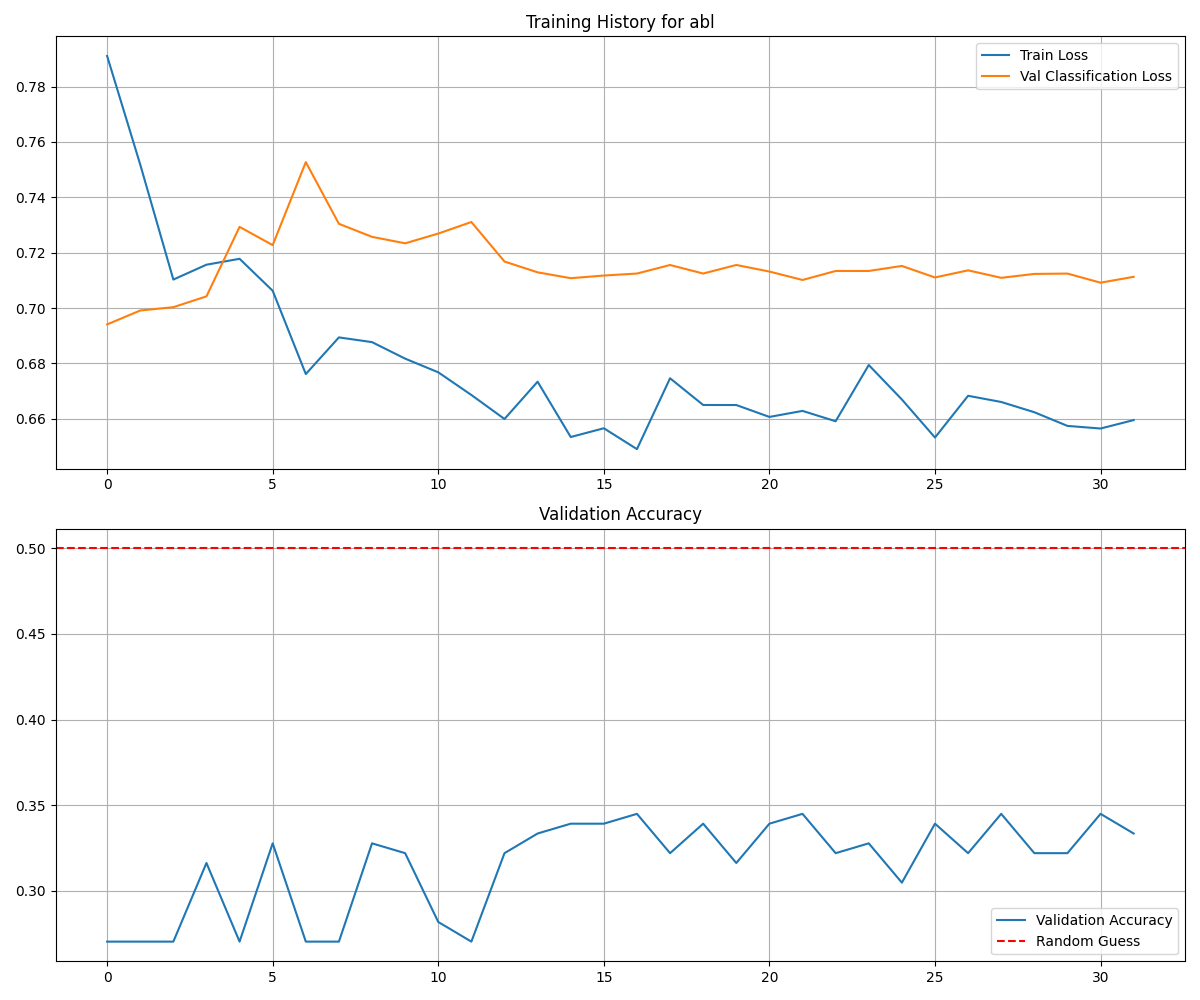 Training History for abl
Train Loss
Val Classification Loss
0.78
0.76
0.74
0.72
0.70
0.68
0.66
0 5 10 15 20 25 30
Validation Accuracy
0.50
0.45
0.40
0.35
0.30
Validation Accuracy
Random Guess
0 5 10 15 20 25 30